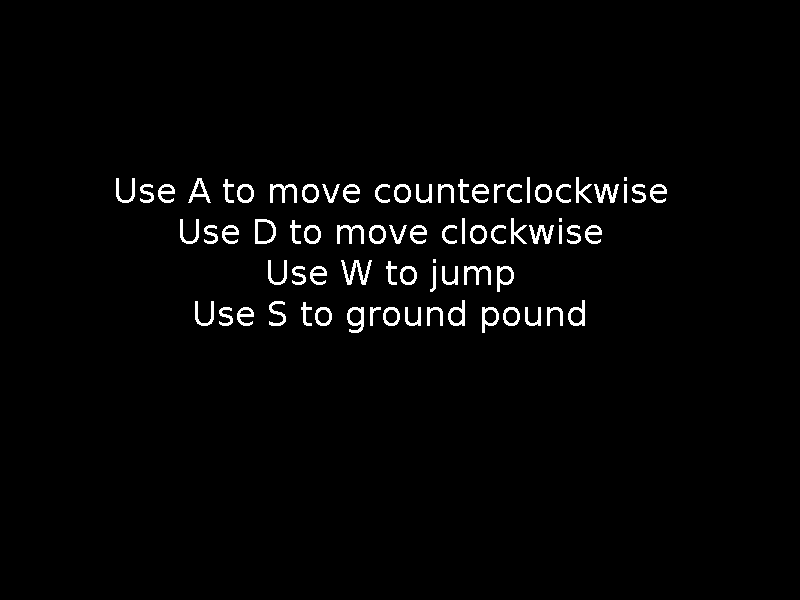 Use A to move counterclockwise
Use D to move clockwise
Use W to jump
Use S to ground pound